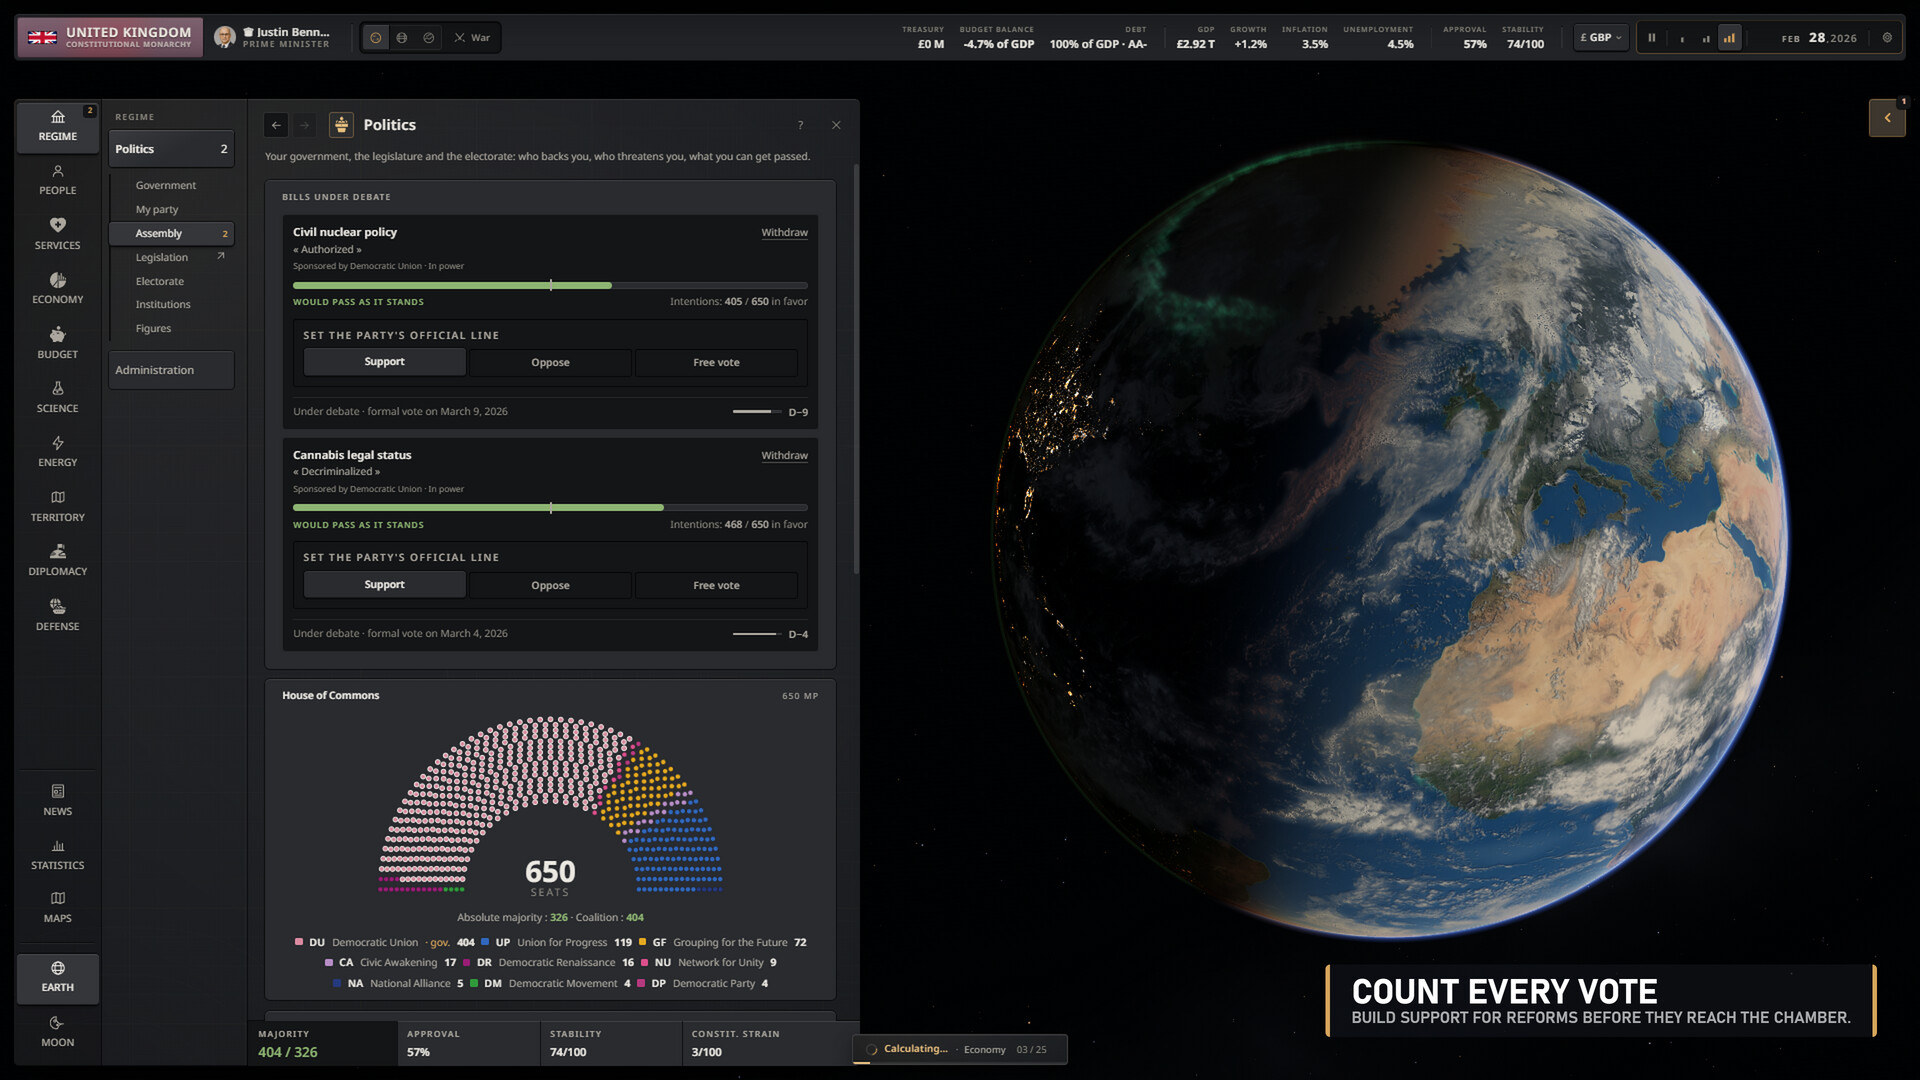 UNITED KINGDOM
CONSTITUTIONAL MONARCHY
Justin Benn...
PRIME MINISTER
War
TREASURY
£0 M
BUDGET BALANCE
-4.7% of GDP
DEBT
100% of GDP · AA-
GDP
£2.92 T
GROWTH
+1.2%
INFLATION
3.5%
UNEMPLOYMENT
4.5%
APPROVAL
57%
STABILITY
74/100
£ GBP
FEB 28, 2026
1
REGIME
2
PEOPLE
SERVICES
ECONOMY
BUDGET
SCIENCE
ENERGY
TERRITORY
DIPLOMACY
DEFENSE
NEWS
STATISTICS
MAPS
EARTH
MOON
REGIME
Politics 2
Government
My party
Assembly 2
Legislation
Electorate
Institutions
Figures
Administration
Politics
?
Your government, the legislature and the electorate: who backs you, who threatens you, what you can get passed.
BILLS UNDER DEBATE
Civil nuclear policy
Withdraw
« Authorized »
Sponsored by Democratic Union · In power
WOULD PASS AS IT STANDS
Intentions: 405 / 650 in favor
SET THE PARTY'S OFFICIAL LINE
Support
Oppose
Free vote
Under debate · formal vote on March 9, 2026
D–9
Cannabis legal status
Withdraw
« Decriminalized »
Sponsored by Democratic Union · In power
WOULD PASS AS IT STANDS
Intentions: 468 / 650 in favor
SET THE PARTY'S OFFICIAL LINE
Support
Oppose
Free vote
Under debate · formal vote on March 4, 2026
D–4
House of Commons
650 MP
650
SEATS
Absolute majority : 326 · Coalition : 404
DU Democratic Union · gov. 404 UP Union for Progress 119 GF Grouping for the Future 72
CA Civic Awakening 17 DR Democratic Renaissance 16 NU Network for Unity 9
NA National Alliance 5 DM Democratic Movement 4 DP Democratic Party 4
MAJORITY
404 / 326
APPROVAL
57%
STABILITY
74/100
CONSTIT. STRAIN
3/100
Calculating... · Economy 03 / 25
COUNT EVERY VOTE
BUILD SUPPORT FOR REFORMS BEFORE THEY REACH THE CHAMBER.